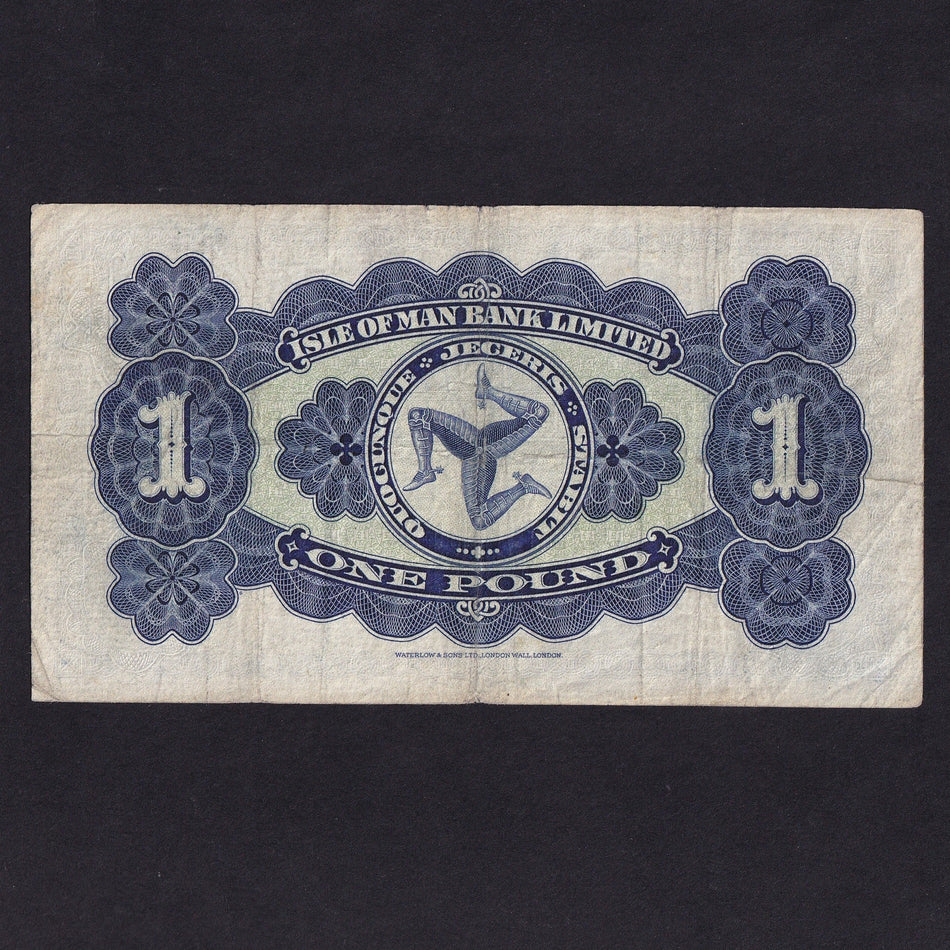 ISLE OF MAN BANK LIMITED
QUOCUNQUE JECERIS STABIT
1
1
ONE POUND
WATERLOW & SONS LTD., LONDON WALL, LONDON.